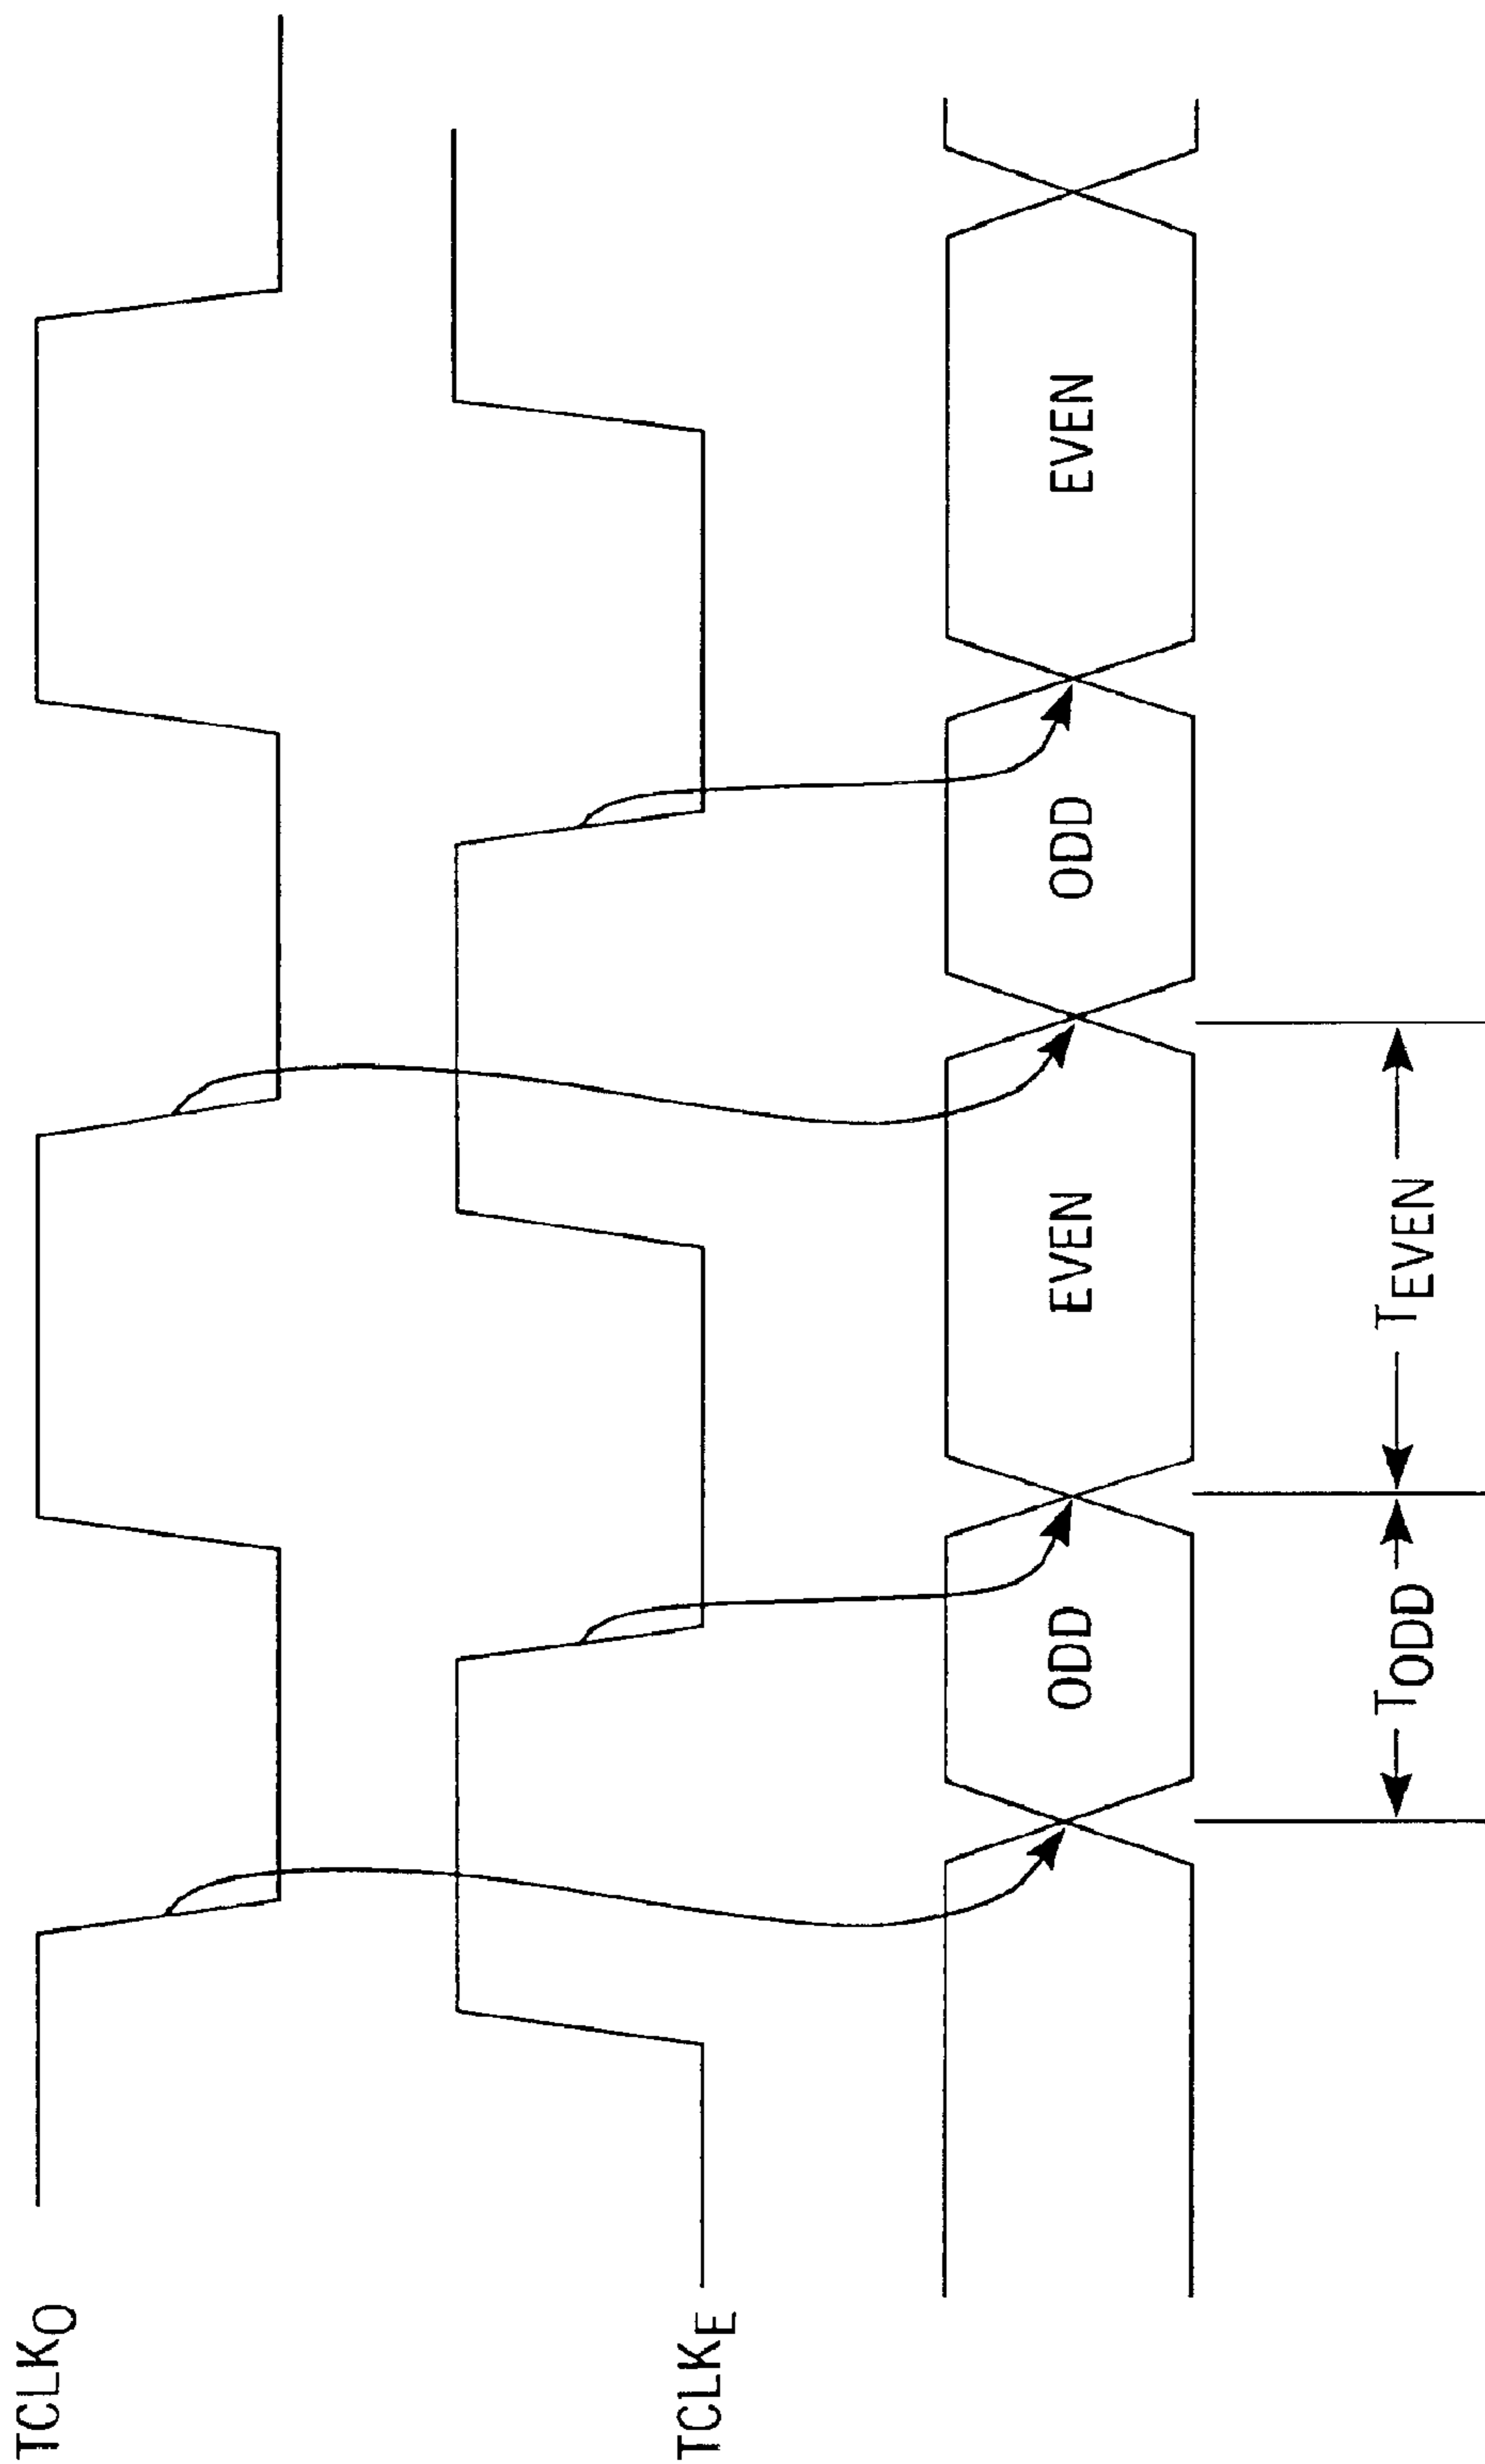 TCLKO
TCLKE
ODD
EVEN
ODD
EVEN
TODD
TEVEN